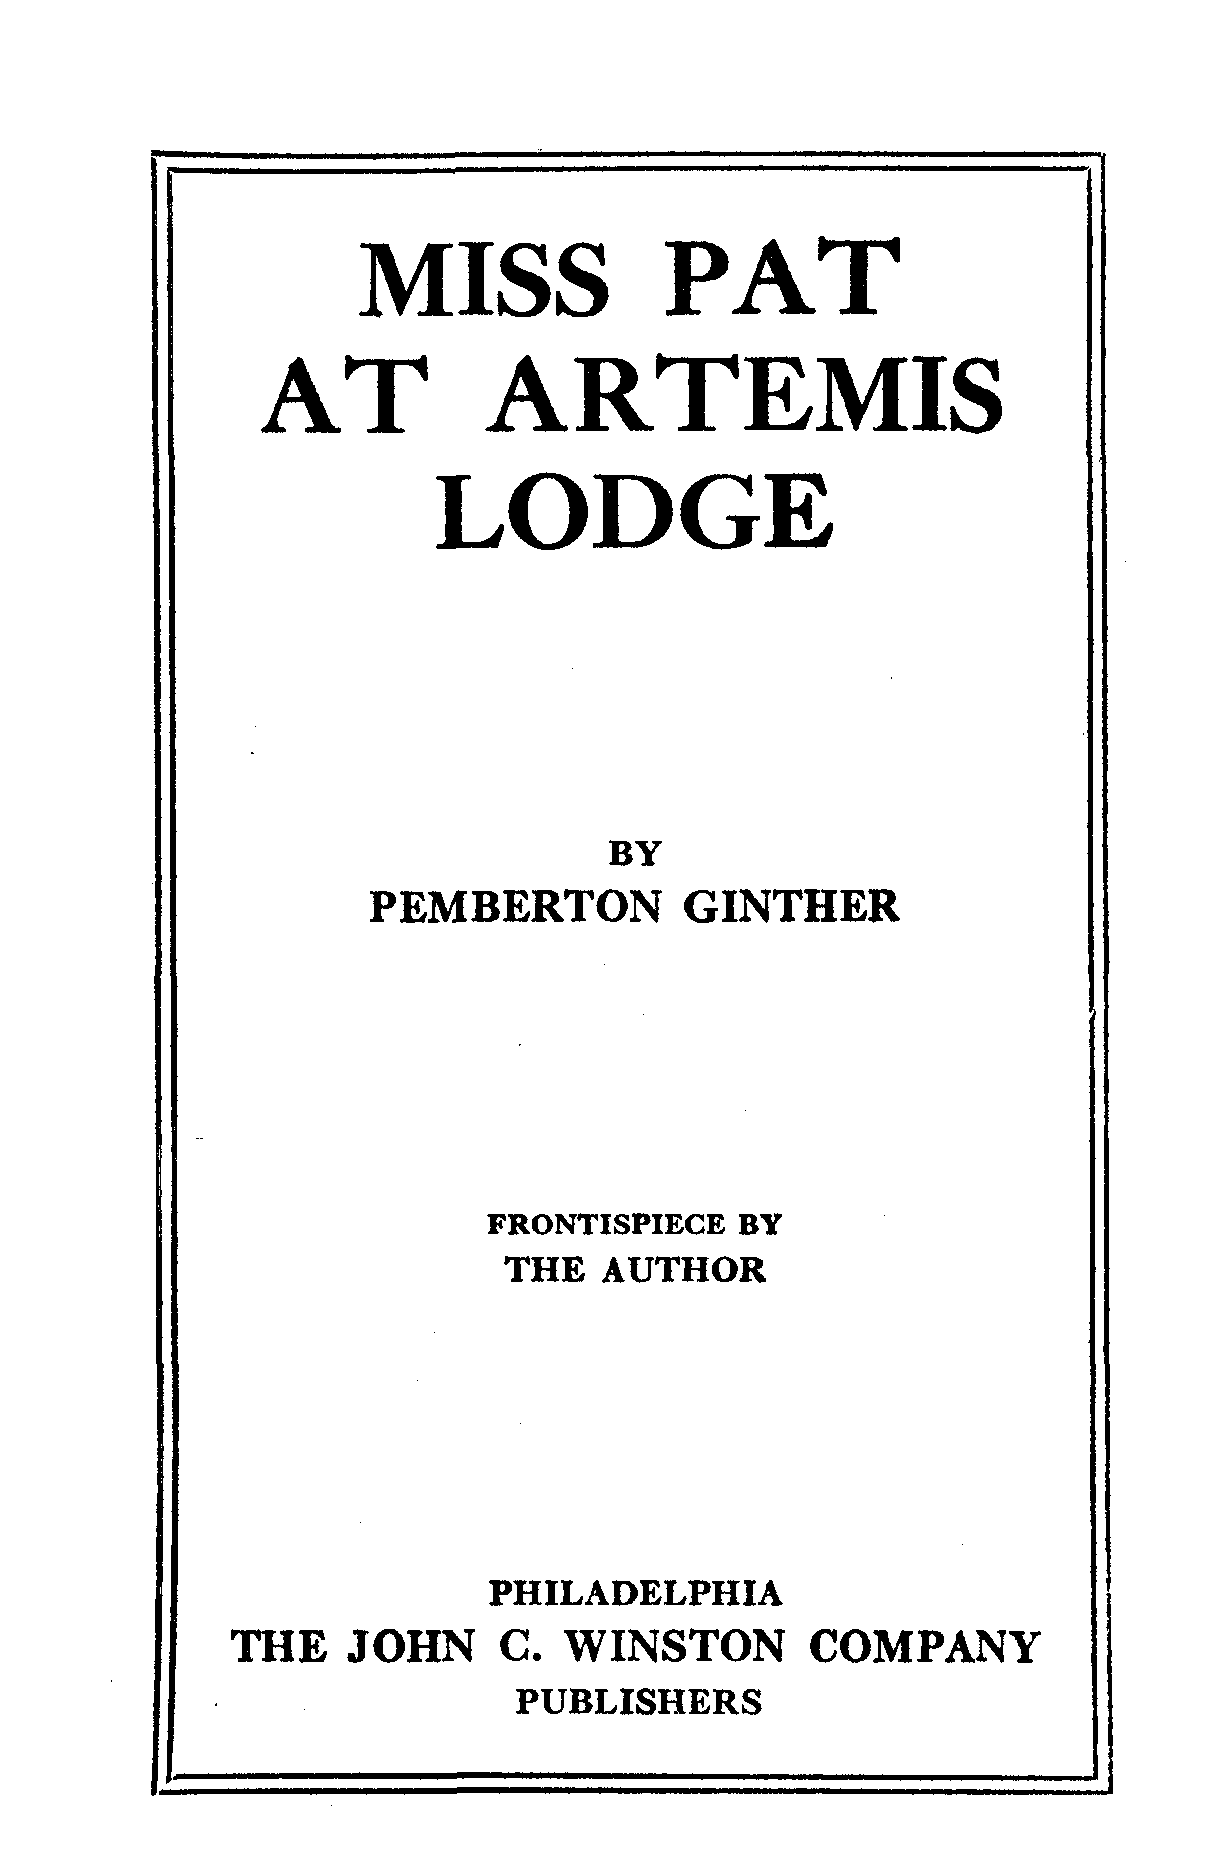 MISS PAT
AT ARTEMIS
LODGE
BY
PEMBERTON GINTHER
FRONTISPIECE BY
THE AUTHOR
PHILADELPHIA
THE JOHN C. WINSTON COMPANY
PUBLISHERS